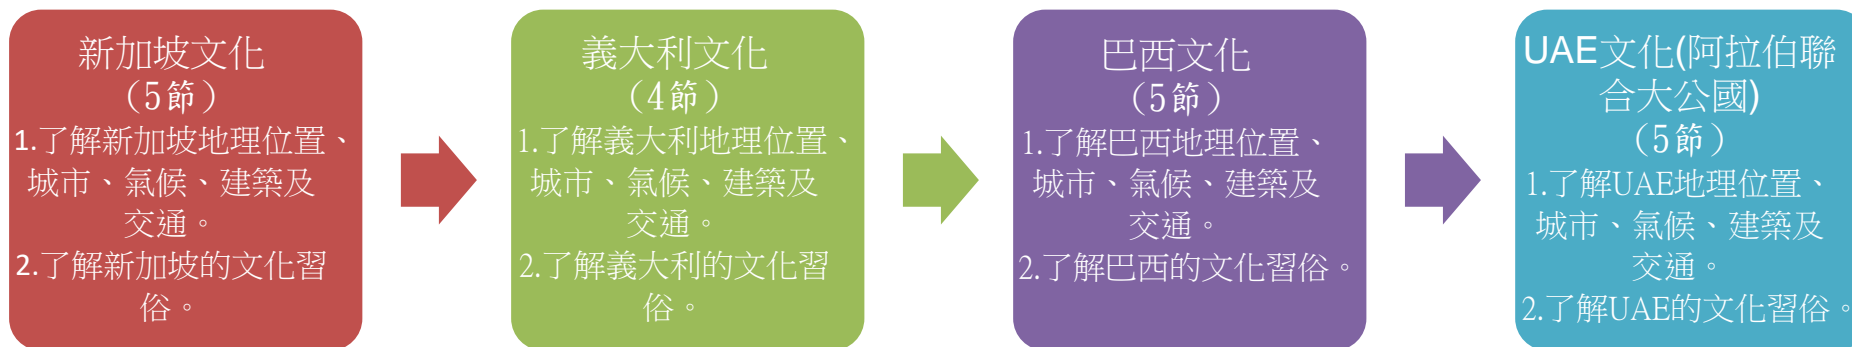 新加坡文化
（5節）
1.了解新加坡地理位置、
城市、氣候、建築及
交通。
2.了解新加坡的文化習
俗。
義大利文化
（4節）
1.了解義大利地理位置、
城市、氣候、建築及
交通。
2.了解義大利的文化習
俗。
巴西文化
（5節）
1.了解巴西地理位置、
城市、氣候、建築及
交通。
2.了解巴西的文化習俗。
UAE文化(阿拉伯聯
合大公國)
（5節）
1.了解UAE地理位置、
城市、氣候、建築及
交通。
2.了解UAE的文化習俗。